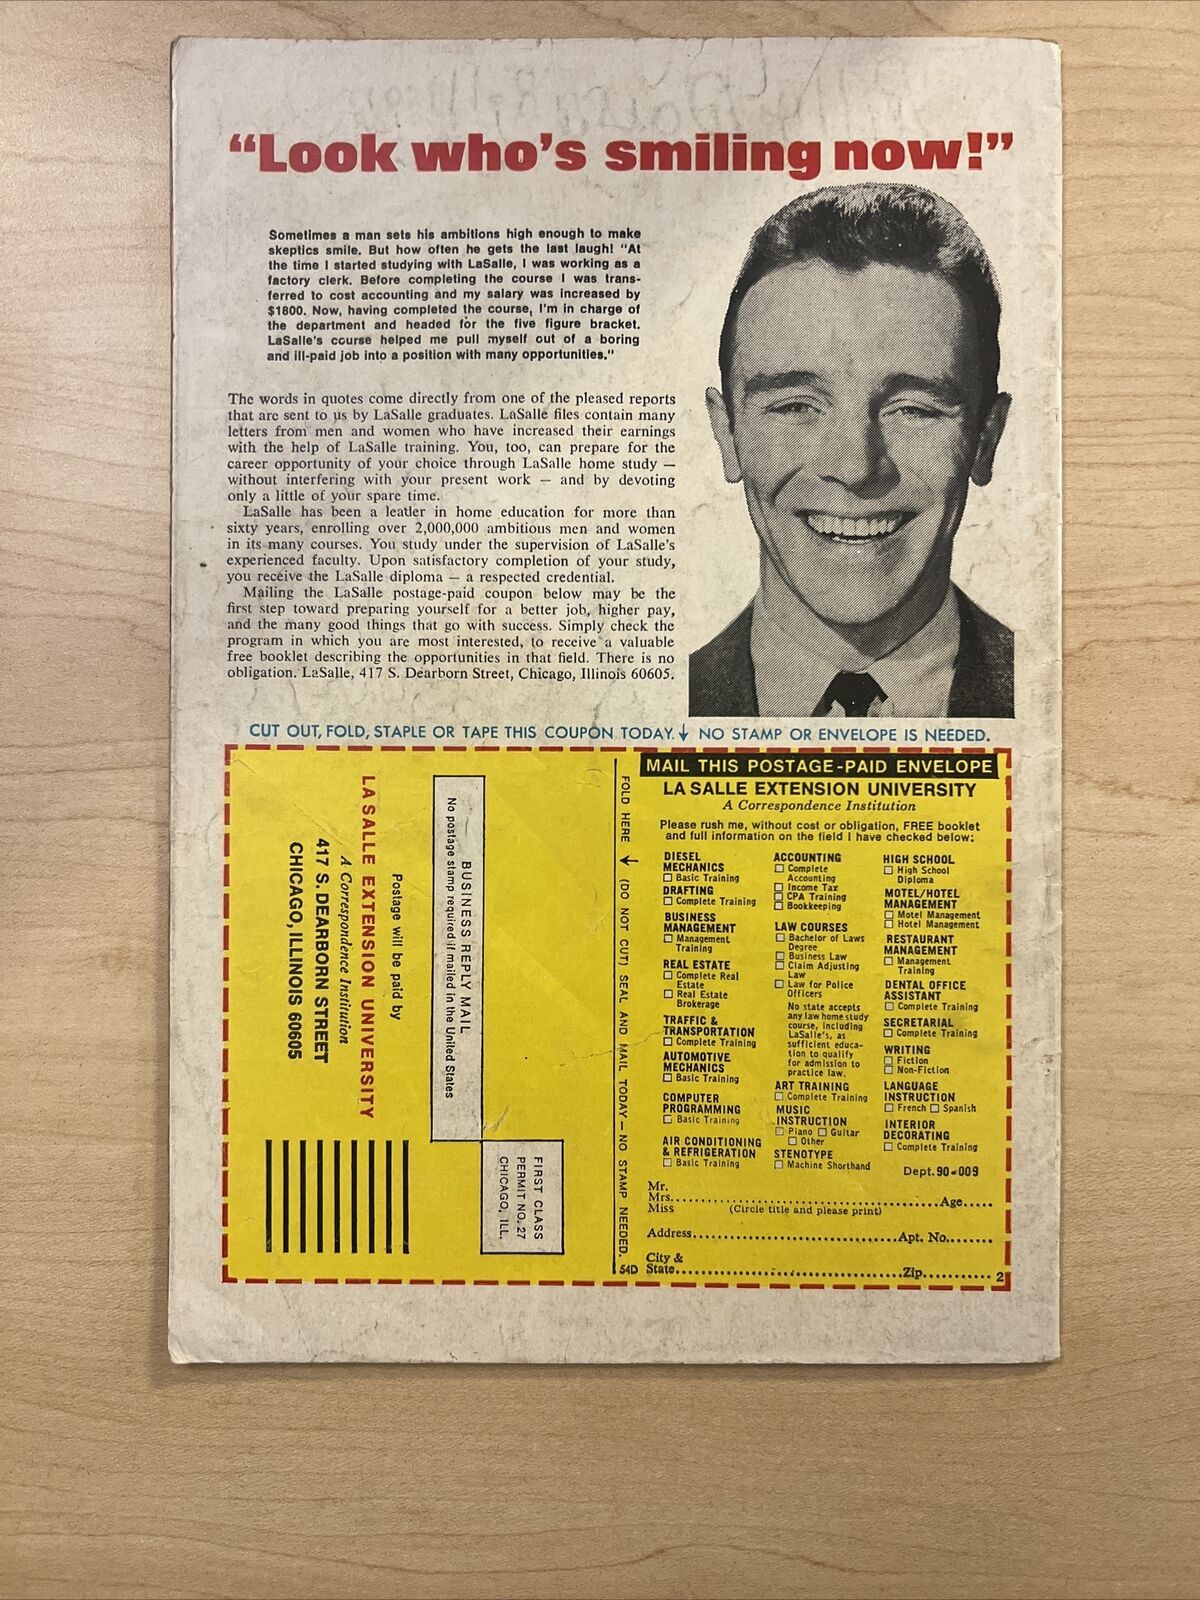 “Look who’s smiling now!”
Sometimes a man sets his ambitions high enough to make
skeptics smile. But how often he gets the last laugh! "At
the time I started studying with LaSalle, I was working as a
factory clerk. Before completing the course I was trans-
ferred to cost accounting and my salary was increased by
$1800. Now, having completed the course, I'm in charge of
the department and headed for the five figure bracket.
LaSalle's course helped me pull myself out of a boring
and ill-paid job into a position with many opportunities."
The words in quotes come directly from one of the pleased reports
that are sent to us by LaSalle graduates. LaSalle files contain many
letters from men and women who have increased their earnings
with the help of LaSalle training. You, too, can prepare for the
career opportunity of your choice through LaSalle home study —
without interfering with your present work — and by devoting
only a little of your spare time.
LaSalle has been a leader in home education for more than
sixty years, enrolling over 2,000,000 ambitious men and women
in its many courses. You study under the supervision of LaSalle's
experienced faculty. Upon satisfactory completion of your study,
you receive the LaSalle diploma — a respected credential.
Mailing the LaSalle postage-paid coupon below may be the
first step toward preparing yourself for a better job, higher pay,
and the many good things that go with success. Simply check the
program in which you are most interested, to receive a valuable
free booklet describing the opportunities in that field. There is no
obligation. LaSalle, 417 S. Dearborn Street, Chicago, Illinois 60605.
CUT OUT, FOLD, STAPLE OR TAPE THIS COUPON TODAY. ↓ NO STAMP OR ENVELOPE IS NEEDED.
FIRST CLASS
PERMIT NO. 27
CHICAGO, ILL.
BUSINESS REPLY MAIL
No postage stamp required if mailed in the United States
Postage will be paid by
LA SALLE EXTENSION UNIVERSITY
A Correspondence Institution
417 S. DEARBORN STREET
CHICAGO, ILLINOIS 60605
FOLD HERE → (DO NOT CUT) SEAL AND MAIL TODAY — NO STAMP NEEDED.
54D
MAIL THIS POSTAGE-PAID ENVELOPE
LA SALLE EXTENSION UNIVERSITY
A Correspondence Institution
Please rush me, without cost or obligation, FREE booklet
and full information on the field I have checked below:
DIESEL
MECHANICS
☐ Basic Training
DRAFTING
☐ Complete Training
BUSINESS
MANAGEMENT
☐ Management
Training
REAL ESTATE
☐ Complete Real
Estate
☐ Real Estate
Brokerage
TRAFFIC &
TRANSPORTATION
☐ Complete Training
AUTOMOTIVE
MECHANICS
☐ Basic Training
COMPUTER
PROGRAMMING
☐ Basic Training
AIR CONDITIONING
& REFRIGERATION
☐ Basic Training
ACCOUNTING
☐ Complete
Accounting
☐ Income Tax
☐ CPA Training
☐ Bookkeeping
LAW COURSES
☐ Bachelor of Laws
Degree
☐ Business Law
☐ Claim Adjusting
Law
☐ Law for Police
Officers
No state accepts
any law home study
course, including
LaSalle's, as
sufficient educa-
tion to qualify
for admission to
practice law.
ART TRAINING
☐ Complete Training
MUSIC
INSTRUCTION
☐ Piano ☐ Guitar
☐ Other
STENOTYPE
☐ Machine Shorthand
HIGH SCHOOL
☐ High School
Diploma
MOTEL/HOTEL
MANAGEMENT
☐ Motel Management
☐ Hotel Management
RESTAURANT
MANAGEMENT
☐ Management
Training
DENTAL OFFICE
ASSISTANT
☐ Complete Training
SECRETARIAL
☐ Complete Training
WRITING
☐ Fiction
☐ Non-Fiction
LANGUAGE
INSTRUCTION
☐ French ☐ Spanish
INTERIOR
DECORATING
☐ Complete Training
Dept. 90-009
Mr.
Mrs. Age
Miss (Circle title and please print)
Address Apt. No.
City &
State Zip 2